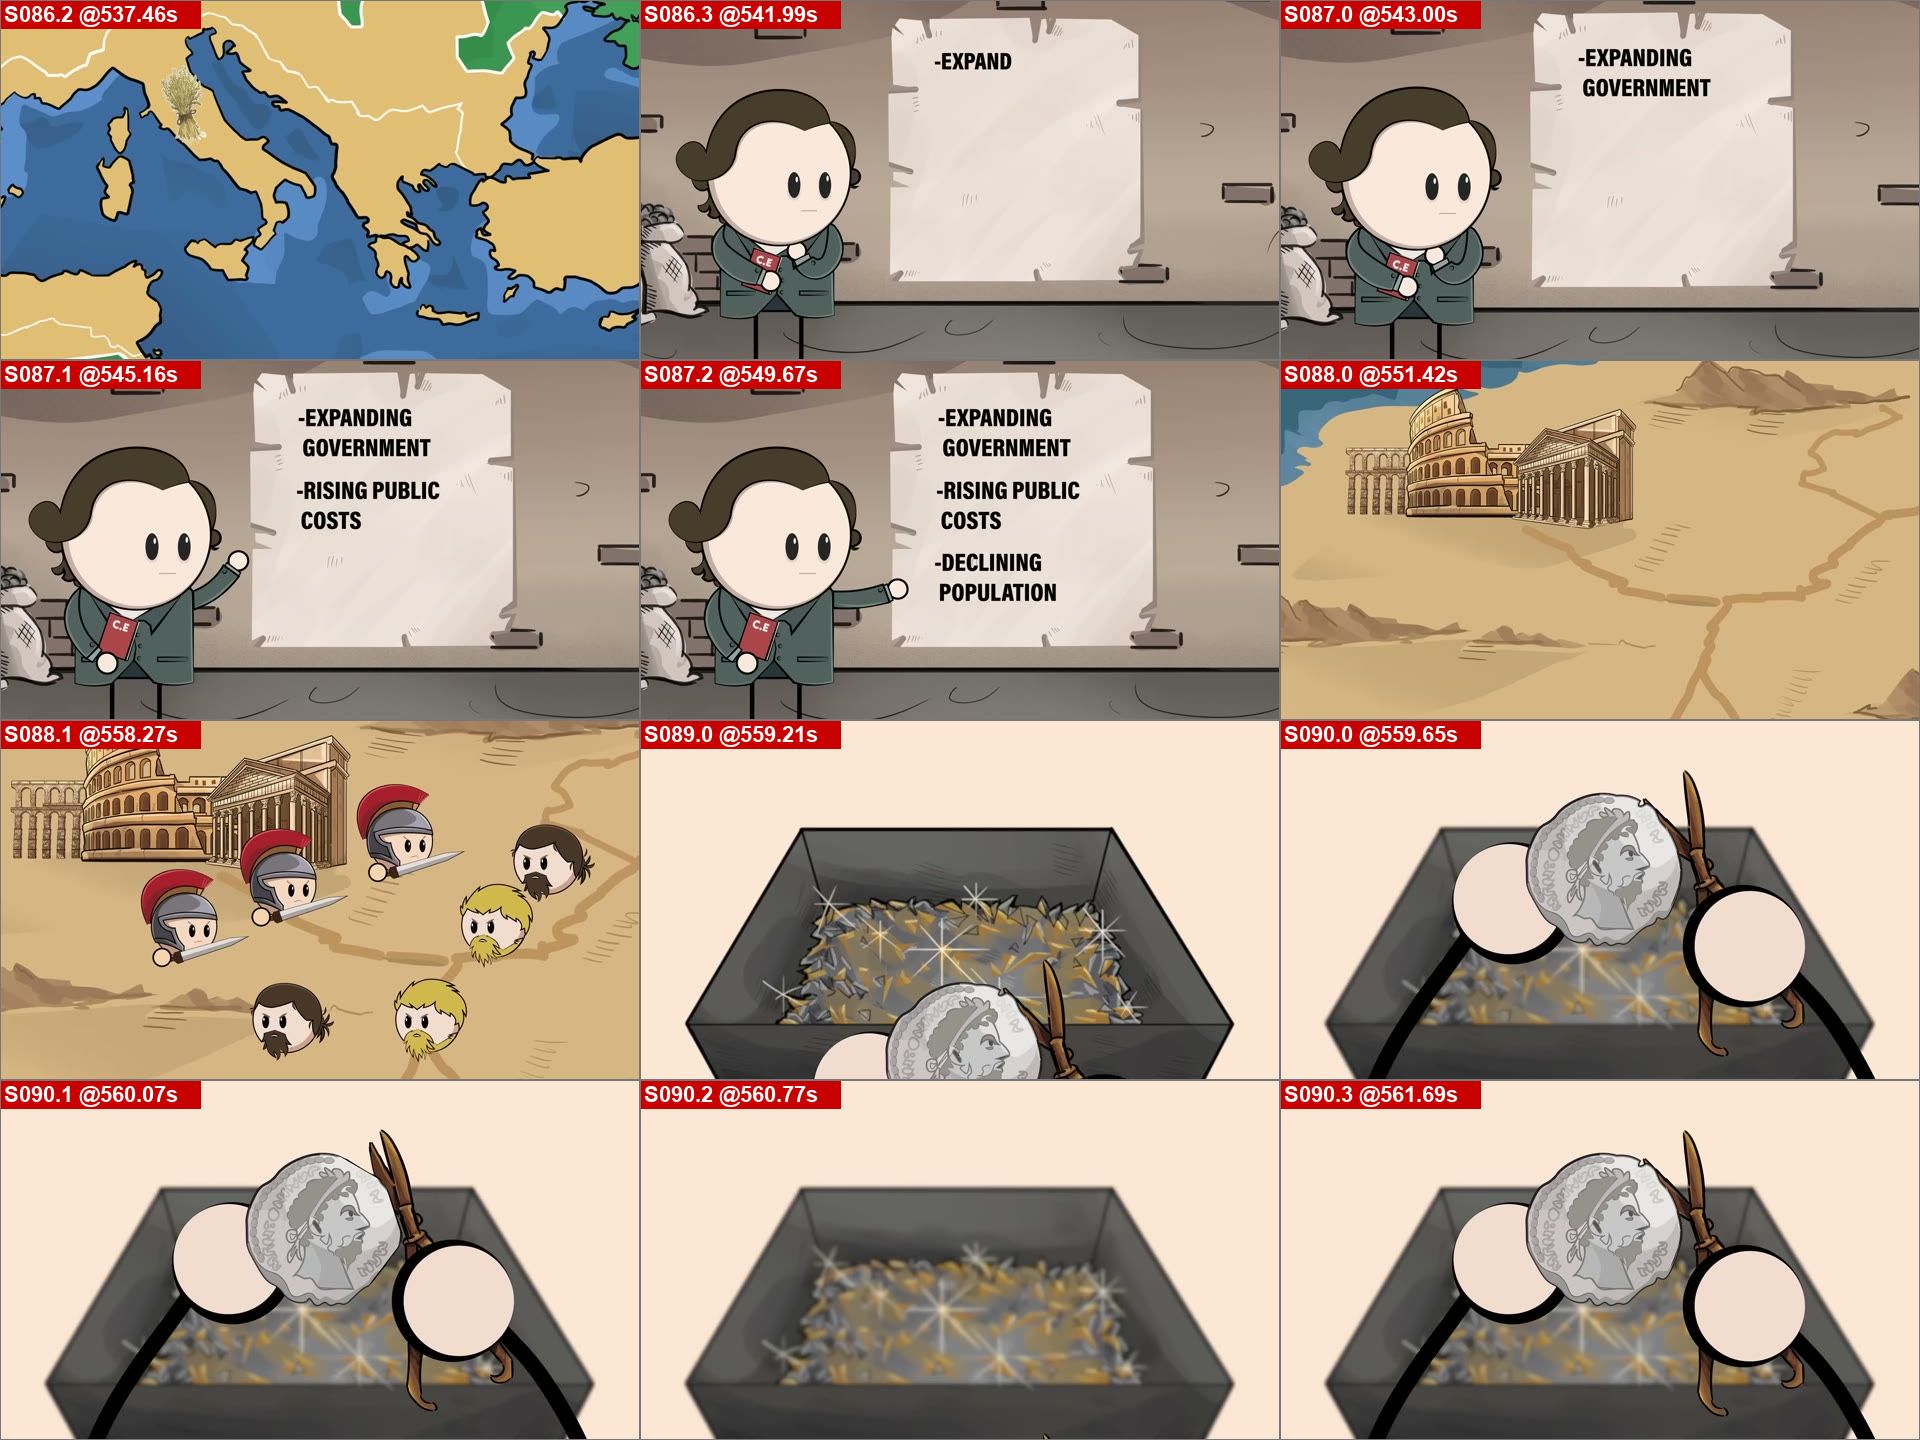 S086.2 @537.46s
S086.3 @541.99s
-EXPAND
C.E
S087.0 @543.00s
-EXPANDING
GOVERNMENT
C.E
S087.1 @545.16s
-EXPANDING
GOVERNMENT
-RISING PUBLIC
COSTS
C.E
S087.2 @549.67s
-EXPANDING
GOVERNMENT
-RISING PUBLIC
COSTS
-DECLINING
POPULATION
C.E
S088.0 @551.42s
S088.1 @558.27s
S089.0 @559.21s
S090.0 @559.65s
S090.1 @560.07s
S090.2 @560.77s
S090.3 @561.69s